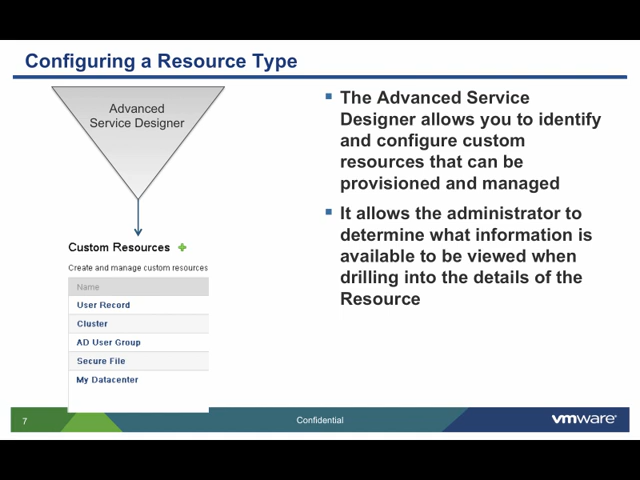 Configuring a Resource Type
Advanced
Service Designer
Custom Resources
Create and manage custom resources
Name
User Record
Cluster
AD User Group
Secure File
My Datacenter
The Advanced Service
Designer allows you to identify
and configure custom
resources that can be
provisioned and managed
It allows the administrator to
determine what information is
available to be viewed when
drilling into the details of the
Resource
7
Confidential
vmware